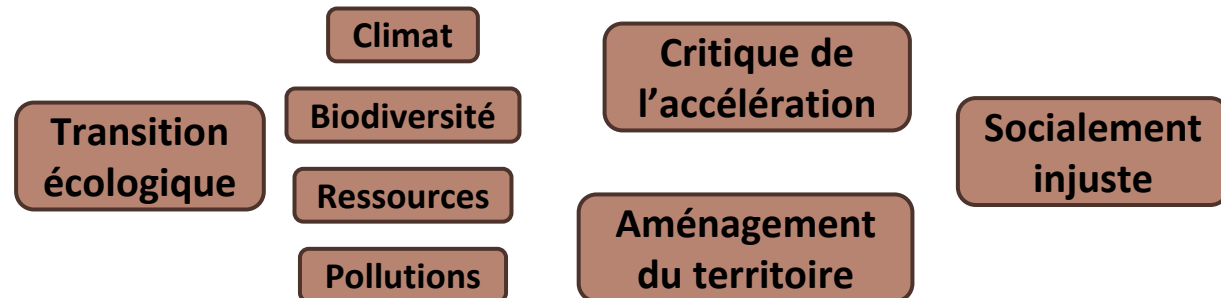 Transition
écologique
Climat
Biodiversité
Ressources
Pollutions
Critique de
l’accélération
Aménagement
du territoire
Socialement
injuste